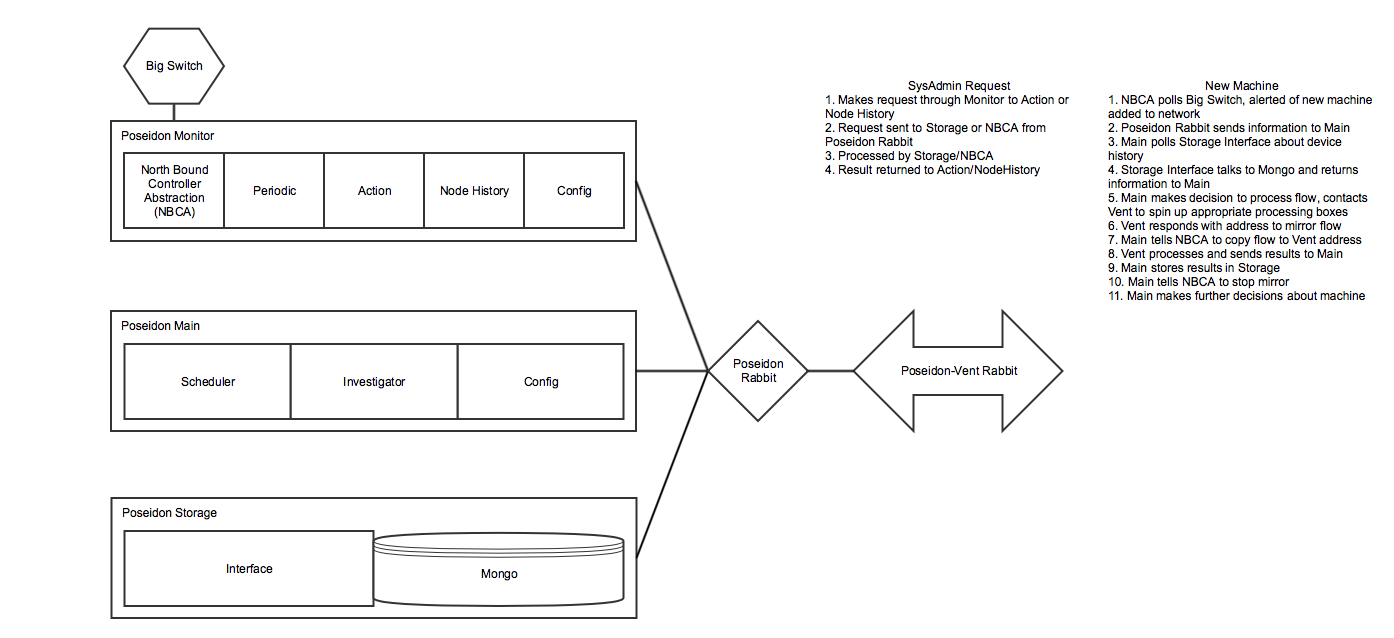 Big Switch
Poseidon Monitor
North Bound
Controller
Abstraction
(NBCA)
Periodic
Action
Node History
Config
Poseidon Main
Scheduler
Investigator
Config
Poseidon Storage
Interface
Mongo
Poseidon
Rabbit
Poseidon-Vent Rabbit
SysAdmin Request
1. Makes request through Monitor to Action or
Node History
2. Request sent to Storage or NBCA from
Poseidon Rabbit
3. Processed by Storage/NBCA
4. Result returned to Action/NodeHistory
New Machine
1. NBCA polls Big Switch, alerted of new machine
added to network
2. Poseidon Rabbit sends information to Main
3. Main polls Storage Interface about device
history
4. Storage Interface talks to Mongo and returns
information to Main
5. Main makes decision to process flow, contacts
Vent to spin up appropriate processing boxes
6. Vent responds with address to mirror flow
7. Main tells NBCA to copy flow to Vent address
8. Vent processes and sends results to Main
9. Main stores results in Storage
10. Main tells NBCA to stop mirror
11. Main makes further decisions about machine